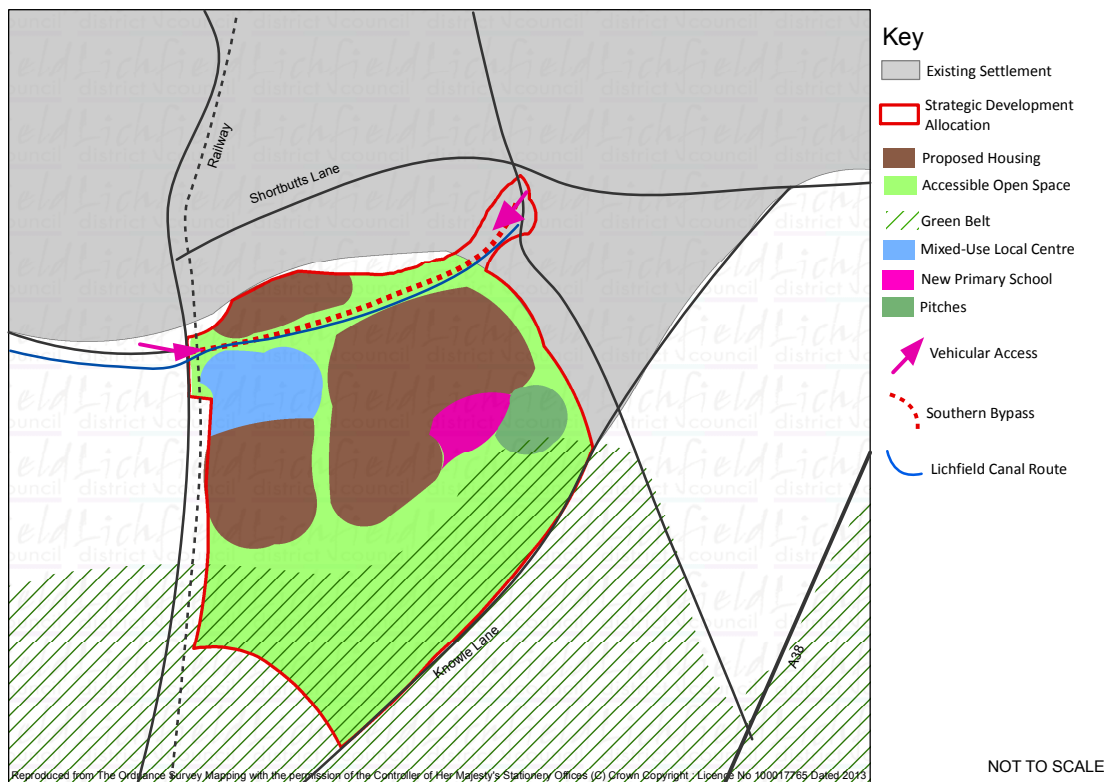 Key
Existing Settlement
Strategic Development
Allocation
Proposed Housing
Accessible Open Space
Green Belt
Mixed-Use Local Centre
New Primary School
Pitches
Vehicular Access
Southern Bypass
Lichfield Canal Route
Railway
Shortbutts Lane
Knowle Lane
A38
Reproduced from The Ordnance Survey Mapping with the permission of the Controller of Her Majesty's Stationery Offices (C) Crown Copyright : Licence No 100017765 Dated 2013
NOT TO SCALE